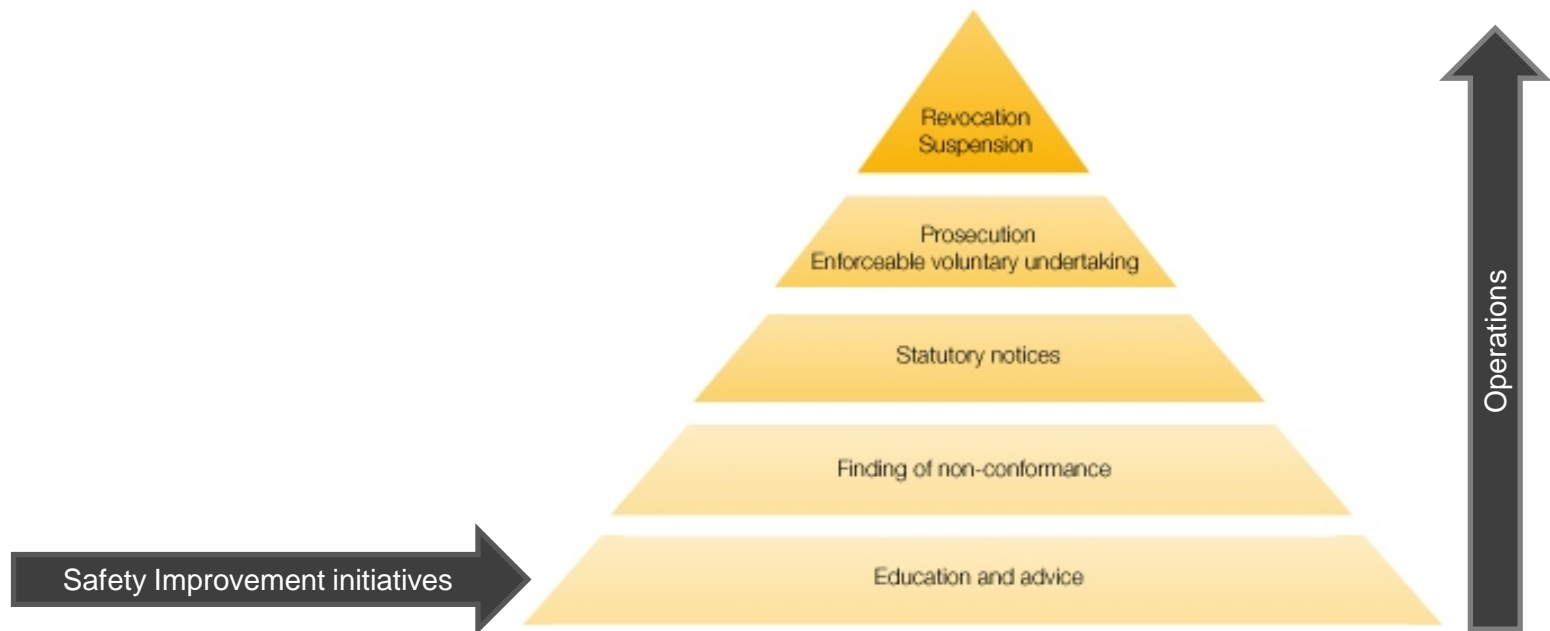 Revocation
Suspension
Prosecution
Enforceable voluntary undertaking
Statutory notices
Finding of non-conformance
Education and advice
Safety Improvement initiatives
Operations